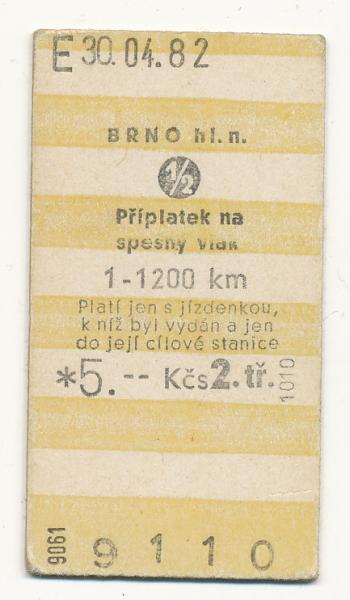 E 30.04.82
BRNO hl. n.
1/2
Příplatek na
spěšný vlak
1-1200 km
Platí jen s jízdenkou,
k níž byl vydán a jen
do její cílové stanice
*5.-- Kčs 2. tř.
1010
9061
9110